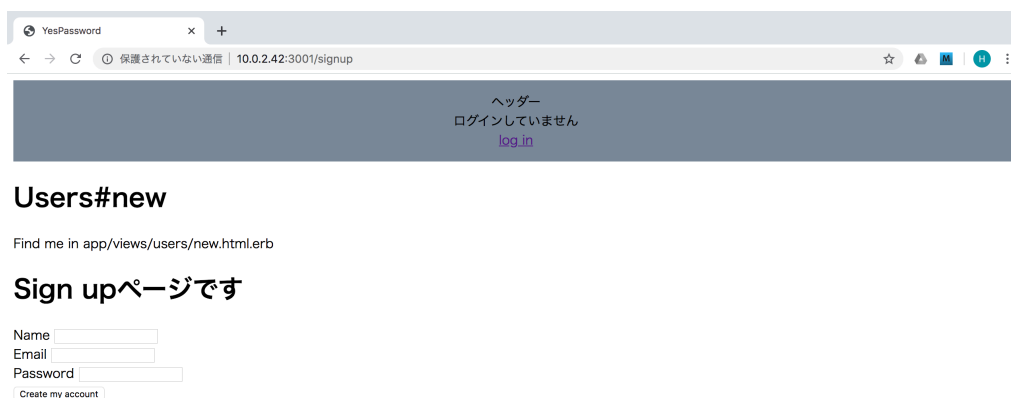 YesPassword
保護されていない通信 | 10.0.2.42:3001/signup
M
H
ヘッダー
ログインしていません
log in
Users#new
Find me in app/views/users/new.html.erb
Sign upページです
Name
Email
Password
Create my account